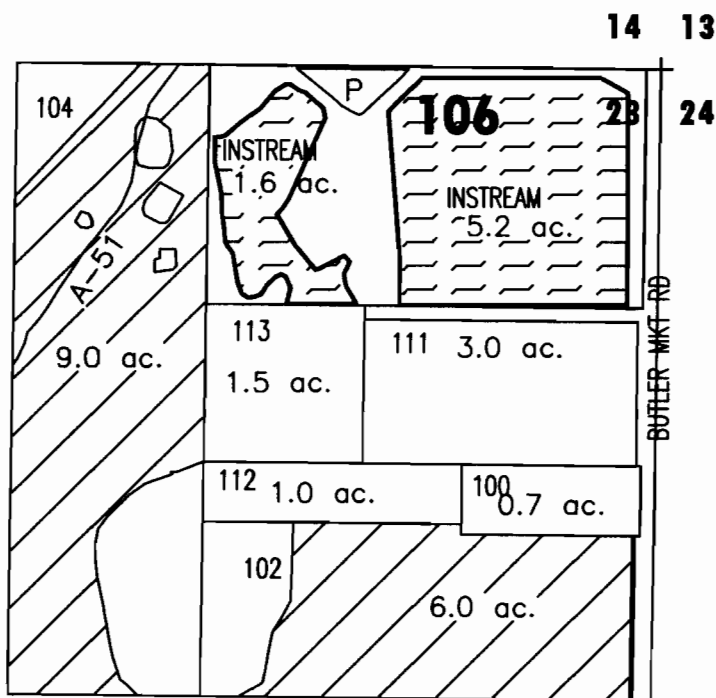 14 13
104
P
106
23 24
INSTREAM
1.6 ac.
INSTREAM
5.2 ac.
A-51
9.0 ac.
113
1.5 ac.
111 3.0 ac.
BUTLER MKT RD
112 1.0 ac.
100 0.7 ac.
102
6.0 ac.